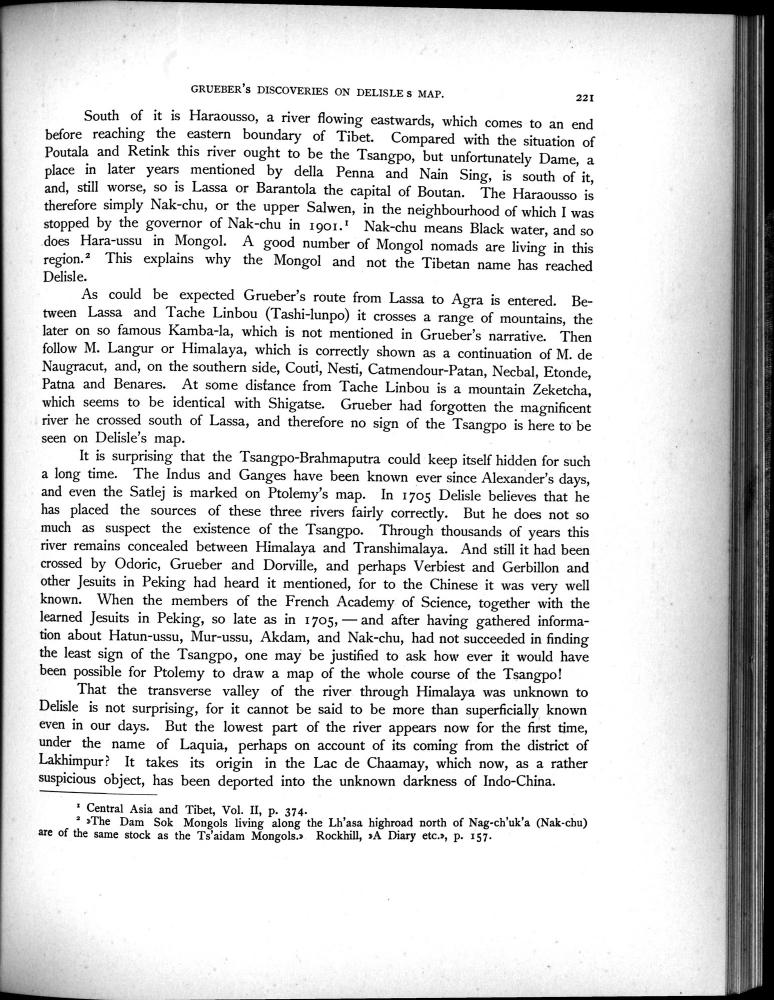 GRUEBER'S DISCOVERIES ON DELISLE S MAP.
221
South of it is Haraousso, a river flowing eastwards, which comes to an end
before reaching the eastern boundary of Tibet. Compared with the situation of
Poutala and Retink this river ought to be the Tsangpo, but unfortunately Dame, a
place in later years mentioned by della Penna and Nain Sing, is south of it,
and, still worse, so is Lassa or Barantola the capital of Boutan. The Haraousso is
therefore simply Nak-chu, or the upper Salwen, in the neighbourhood of which I was
stopped by the governor of Nak-chu in 1901.¹ Nak-chu means Black water, and so
does Hara-ussu in Mongol. A good number of Mongol nomads are living in this
region.² This explains why the Mongol and not the Tibetan name has reached
Delisle.
As could be expected Grueber's route from Lassa to Agra is entered. Be-
tween Lassa and Tache Linbou (Tashi-lunpo) it crosses a range of mountains, the
later on so famous Kamba-la, which is not mentioned in Grueber's narrative. Then
follow M. Langur or Himalaya, which is correctly shown as a continuation of M. de
Naugracut, and, on the southern side, Couti, Nesti, Catmendour-Patan, Necbal, Etonde,
Patna and Benares. At some distance from Tache Linbou is a mountain Zeketcha,
which seems to be identical with Shigatse. Grueber had forgotten the magnificent
river he crossed south of Lassa, and therefore no sign of the Tsangpo is here to be
seen on Delisle's map.
It is surprising that the Tsangpo-Brahmaputra could keep itself hidden for such
a long time. The Indus and Ganges have been known ever since Alexander's days,
and even the Satlej is marked on Ptolemy's map. In 1705 Delisle believes that he
has placed the sources of these three rivers fairly correctly. But he does not so
much as suspect the existence of the Tsangpo. Through thousands of years this
river remains concealed between Himalaya and Transhimalaya. And still it had been
crossed by Odoric, Grueber and Dorville, and perhaps Verbiest and Gerbillon and
other Jesuits in Peking had heard it mentioned, for to the Chinese it was very well
known. When the members of the French Academy of Science, together with the
learned Jesuits in Peking, so late as in 1705, — and after having gathered informa-
tion about Hatun-ussu, Mur-ussu, Akdam, and Nak-chu, had not succeeded in finding
the least sign of the Tsangpo, one may be justified to ask how ever it would have
been possible for Ptolemy to draw a map of the whole course of the Tsangpo!
That the transverse valley of the river through Himalaya was unknown to
Delisle is not surprising, for it cannot be said to be more than superficially known
even in our days. But the lowest part of the river appears now for the first time,
under the name of Laquia, perhaps on account of its coming from the district of
Lakhimpur? It takes its origin in the Lac de Chaamay, which now, as a rather
suspicious object, has been deported into the unknown darkness of Indo-China.
¹ Central Asia and Tibet, Vol. II, p. 374.
² »The Dam Sok Mongols living along the Lh'asa highroad north of Nag-ch'uk'a (Nak-chu)
are of the same stock as the Ts'aidam Mongols.» Rockhill, »A Diary etc.», p. 157.